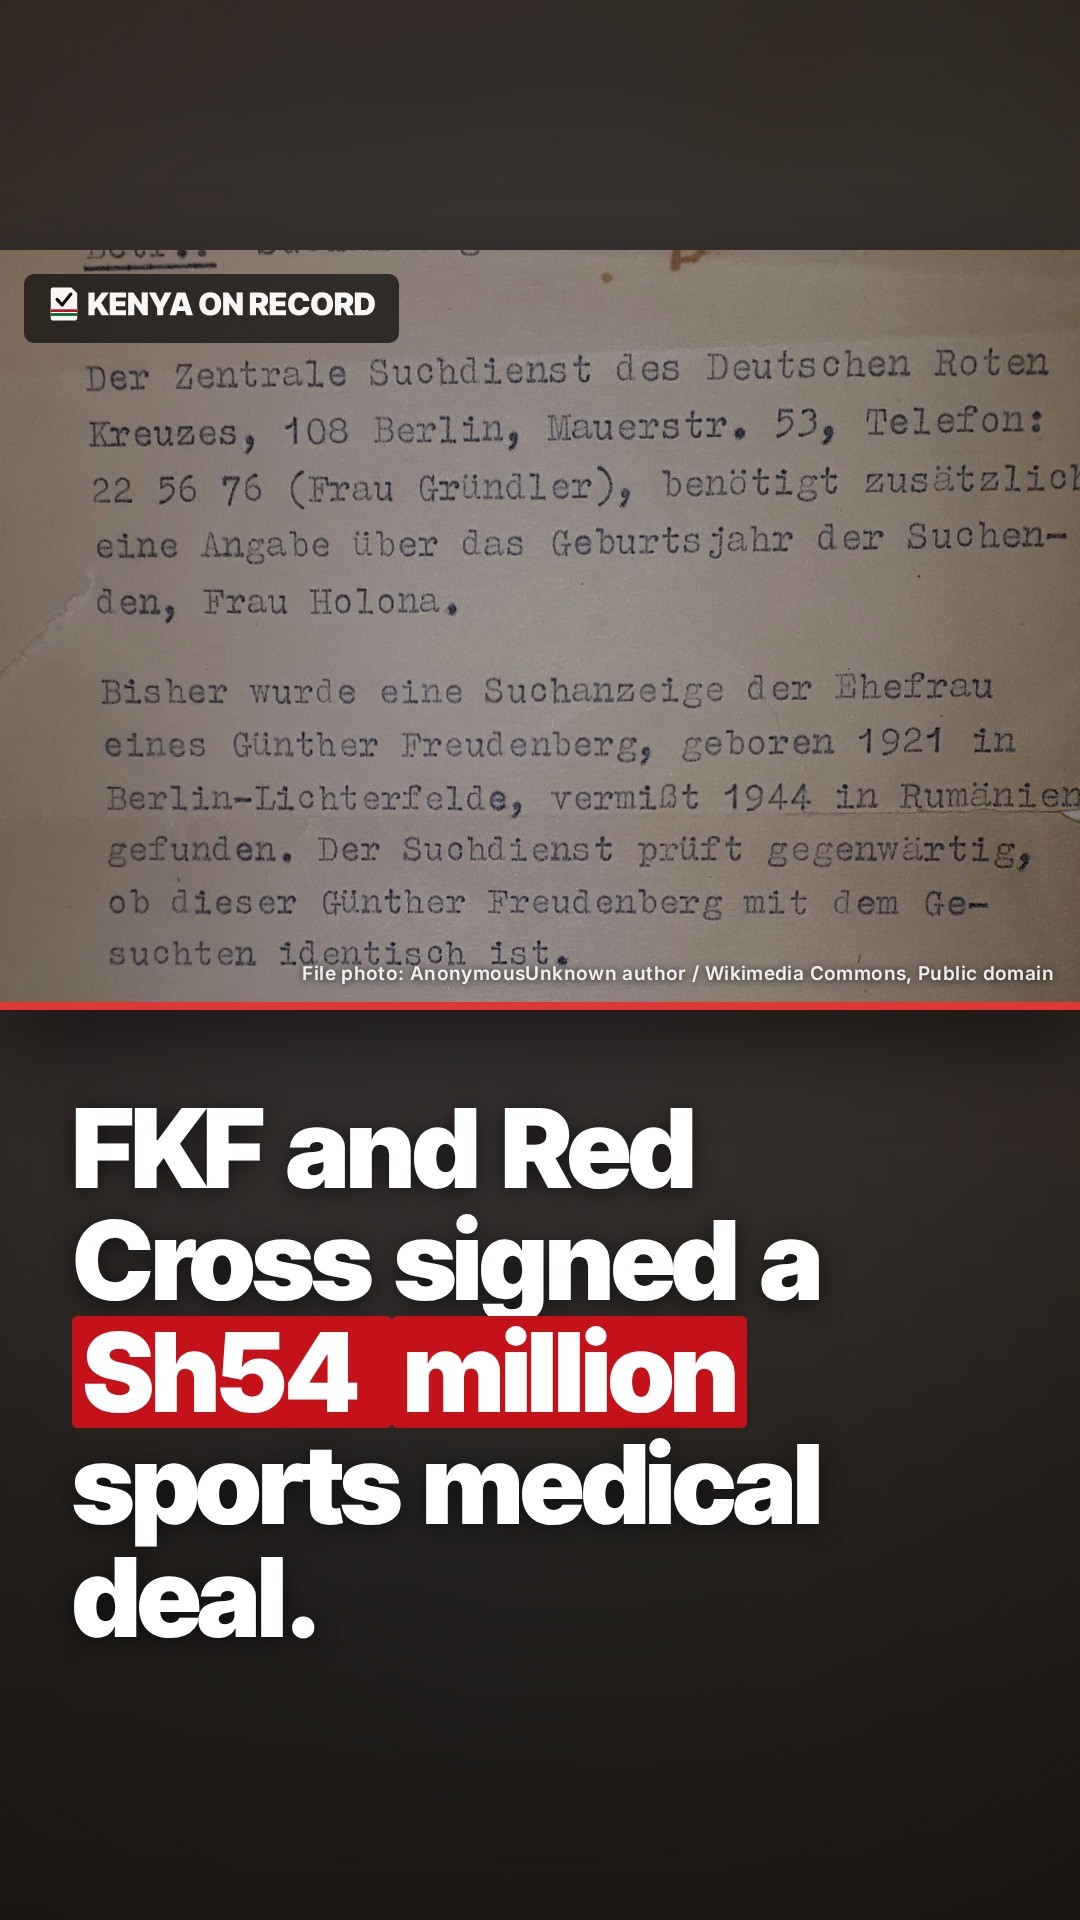 KENYA ON RECORD
Der Zentrale Suchdienst des Deutschen Roten
Kreuzes, 108 Berlin, Mauerstr. 53, Telefon:
22 56 76 (Frau Gründler), benötigt zusätzlich
eine Angabe über das Geburtsjahr der Suchen-
den, Frau Holona.
Bisher wurde eine Suchanzeige der Ehefrau
eines Günther Freudenberg, geboren 1921 in
Berlin-Lichterfelde, vermißt 1944 in Rumänien
gefunden. Der Suchdienst prüft gegenwärtig,
ob dieser Günther Freudenberg mit dem Ge-
suchten identisch ist.
File photo: AnonymousUnknown author / Wikimedia Commons, Public domain
FKF and Red
Cross signed a
Sh54 million
sports medical
deal.